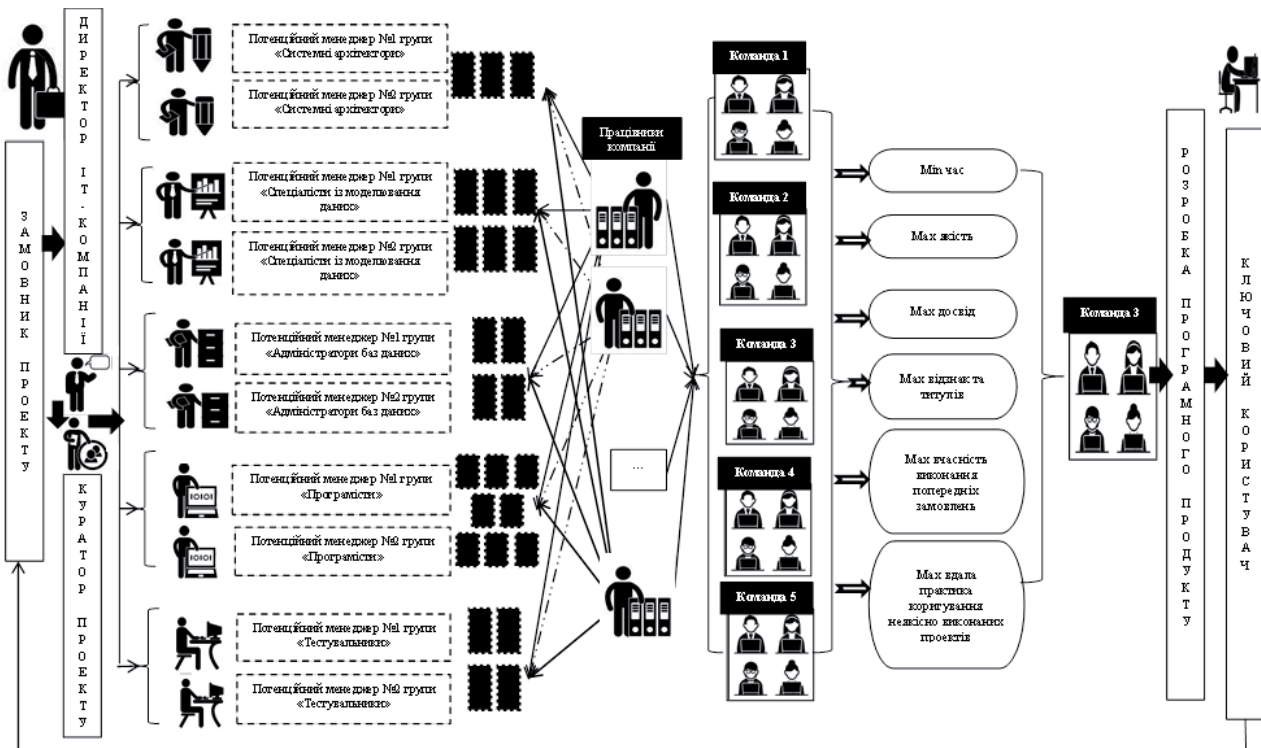 ЗАМОВНИК ПРОЕКТУ
ДИРЕКТОР ІТ-КОМПАНІЇ
КУРАТОР ПРОЕКТУ
Потенційний менеджер №1 групи
«Системні архітектори»
Потенційний менеджер №2 групи
«Системні архітектори»
Потенційний менеджер №1 групи
«Спеціалісти із моделювання
даних»
Потенційний менеджер №2 групи
«Спеціалісти із моделювання
даних»
Потенційний менеджер №1 групи
«Адміністратори баз даних»
Потенційний менеджер №2 групи
«Адміністратори баз даних»
Потенційний менеджер №1 групи
«Програмісти»
Потенційний менеджер №2 групи
«Програмісти»
Потенційний менеджер №1 групи
«Тестувальники»
Потенційний менеджер №2 групи
«Тестувальники»
Працівники
компанії
...
Команда 1
Команда 2
Команда 3
Команда 4
Команда 5
Min час
Max якість
Max досвід
Max відзнак та
титулів
Max вчасність
виконання
попередніх
замовлень
Max вдала
практика
коригування
неякісно виконаних
проектів
Команда 3
РОЗРОБКА ПРОГРАМНОГО ПРОДУКТУ
КЛЮЧОВИЙ КОРИСТУВАЧ